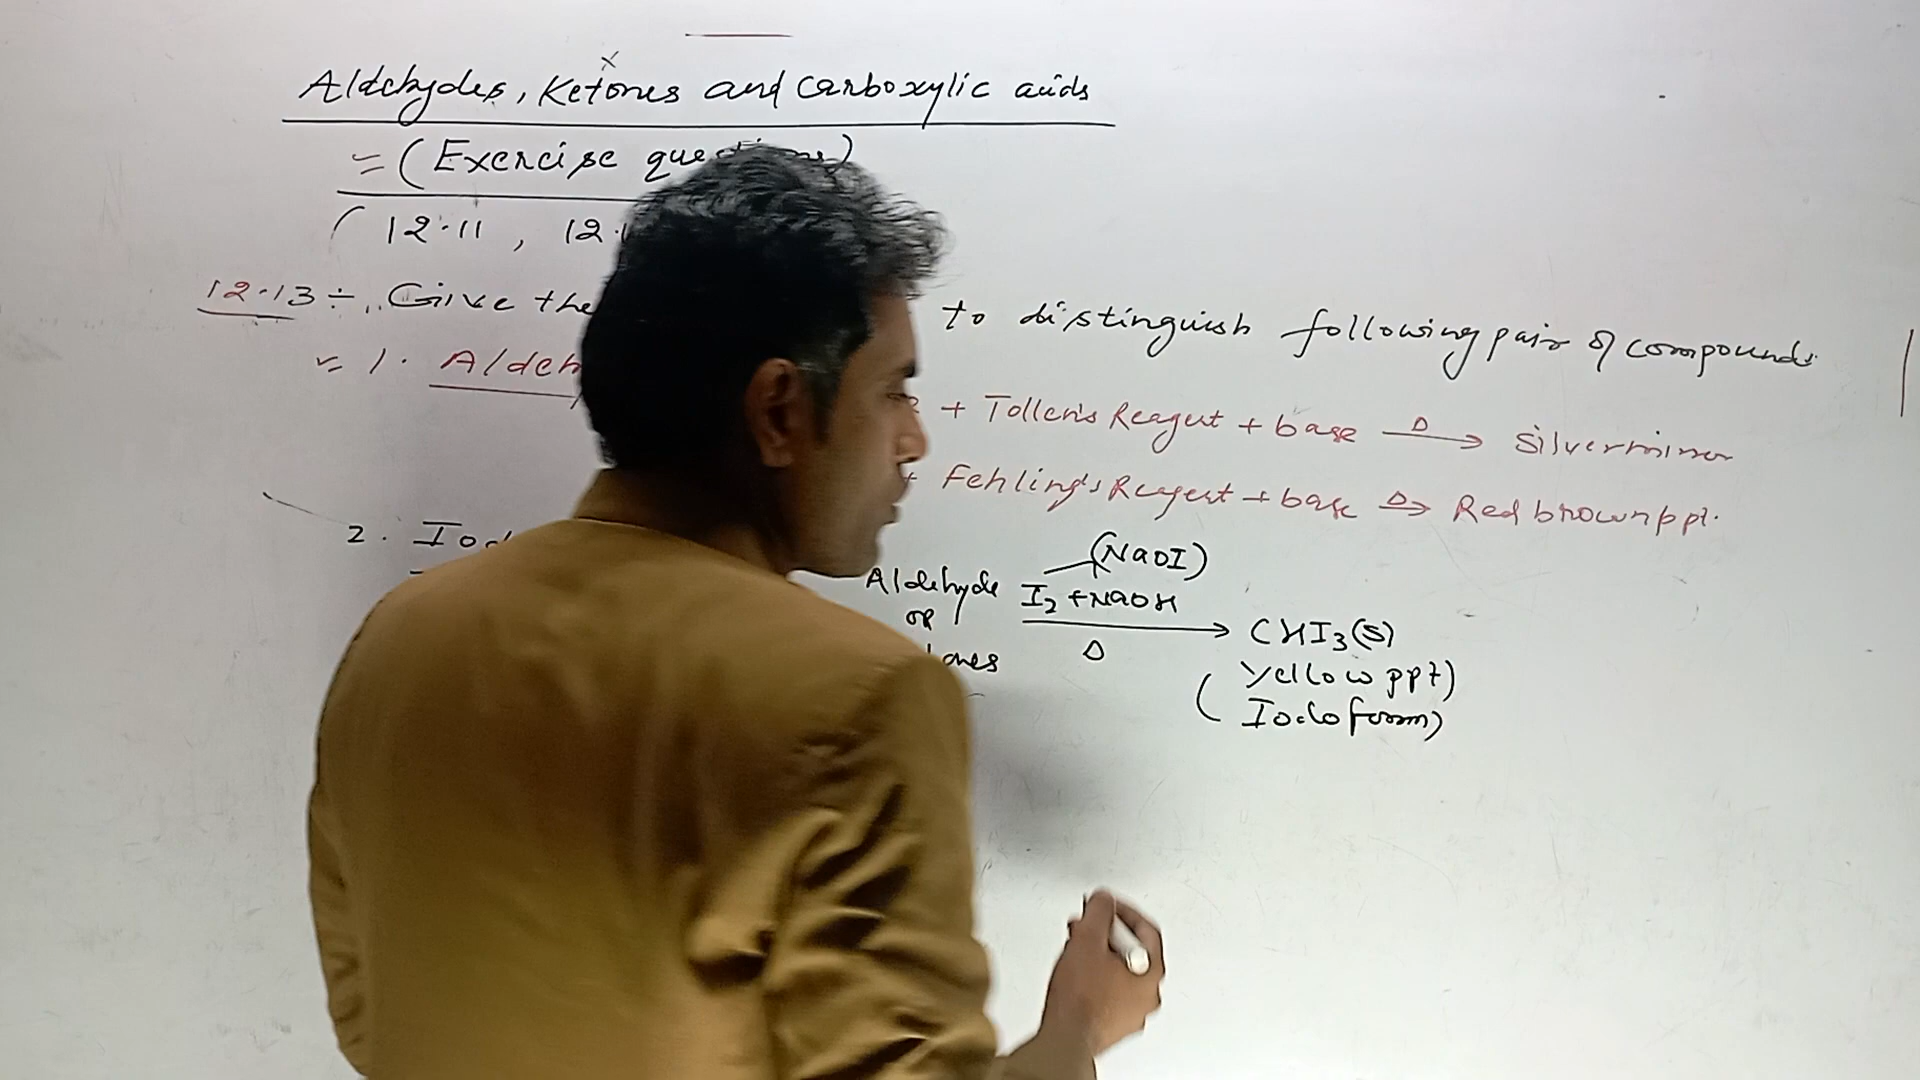 Aldehydes, Ketones and carboxylic acids
= (Exercise
( 12.11 , 12.
12.13 ÷ Give the to distinguish following pair of compounds
1. Aldeh
+ Tollen's Reagent + base Δ→ Silver mirror
+ Fehling's Reagent + base Δ→ Red brown ppt.
2. Iod
(NaOI)
Aldehyde I2 + NaOH
or → CHI3(s)
Δ
( Yellow ppt)
Iodoform)